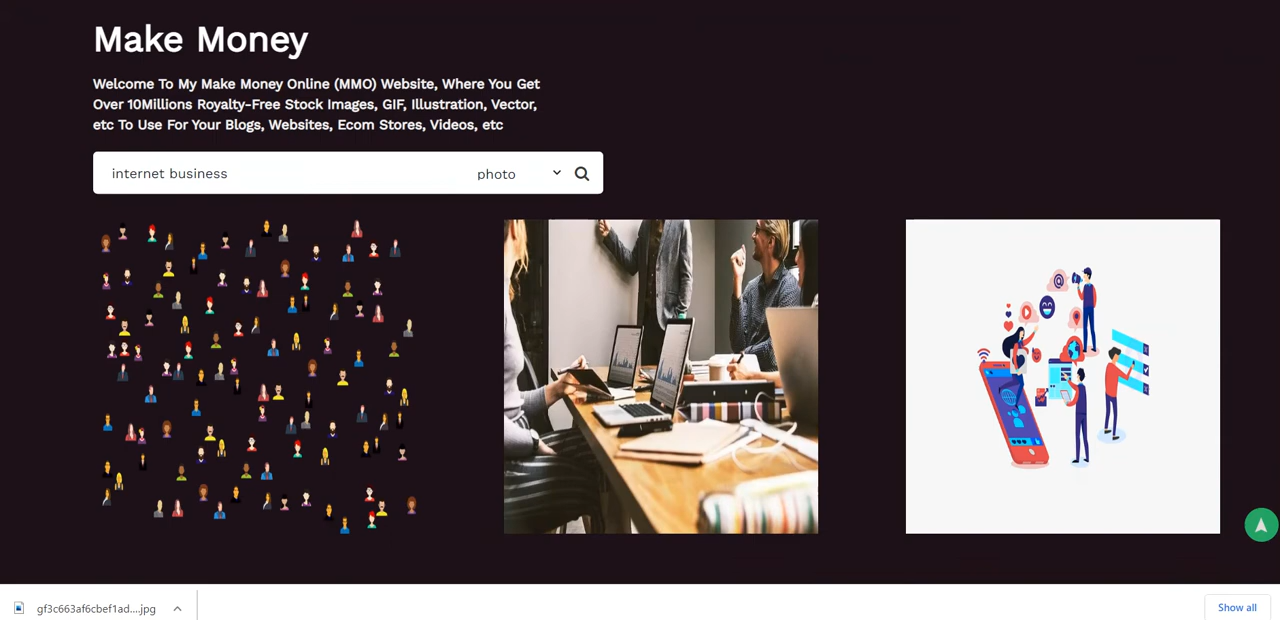 Make Money
Welcome To My Make Money Online (MMO) Website, Where You Get
Over 10Millions Royalty-Free Stock Images, GIF, Illustration, Vector,
etc To Use For Your Blogs, Websites, Ecom Stores, Videos, etc
internet business photo
gf3c663af6cbef1ad....jpg Show all